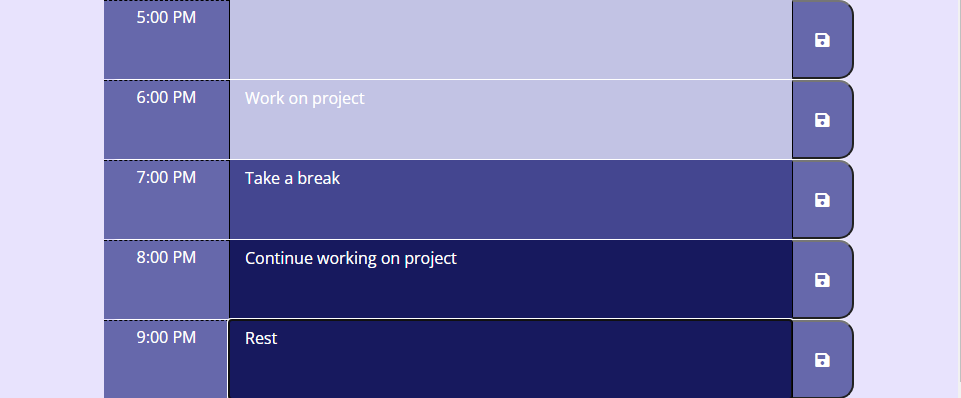 5:00 PM
6:00 PM Work on project
7:00 PM Take a break
8:00 PM Continue working on project
9:00 PM Rest